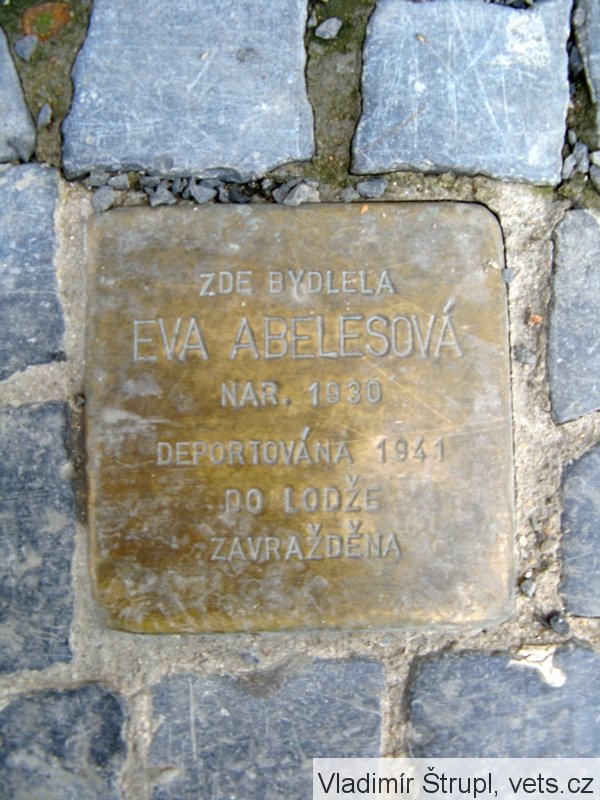 ZDE BYDLELA
EVA ABELESOVÁ
NAR. 1930
DEPORTOVÁNA 1941
DO LODŽE
ZAVRAŽDĚNA
Vladimír Štrupl, vets.cz